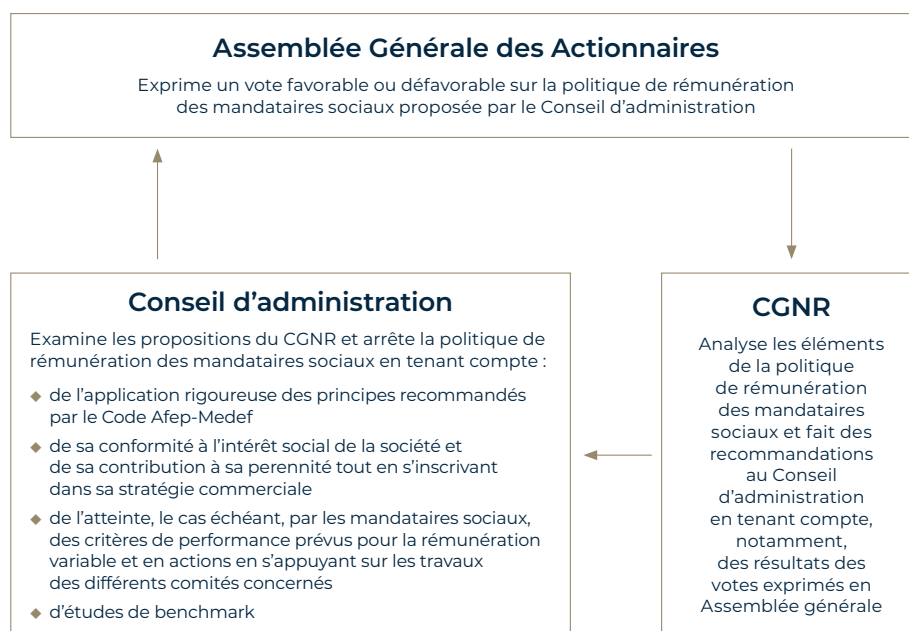 Assemblée Générale des Actionnaires
Exprime un vote favorable ou défavorable sur la politique de rémunération
des mandataires sociaux proposée par le Conseil d'administration
Conseil d'administration
Examine les propositions du CGNR et arrête la politique de
rémunération des mandataires sociaux en tenant compte :
◆ de l'application rigoureuse des principes recommandés
par le Code Afep-Medef
◆ de sa conformité à l'intérêt social de la société et
de sa contribution à sa perennité tout en s'inscrivant
dans sa stratégie commerciale
◆ de l'atteinte, le cas échéant, par les mandataires sociaux,
des critères de performance prévus pour la rémunération
variable et en actions en s'appuyant sur les travaux
des différents comités concernés
◆ d'études de benchmark
CGNR
Analyse les éléments
de la politique
de rémunération
des mandataires
sociaux et fait des
recommandations
au Conseil
d'administration
en tenant compte,
notamment,
des résultats des
votes exprimés en
Assemblée générale